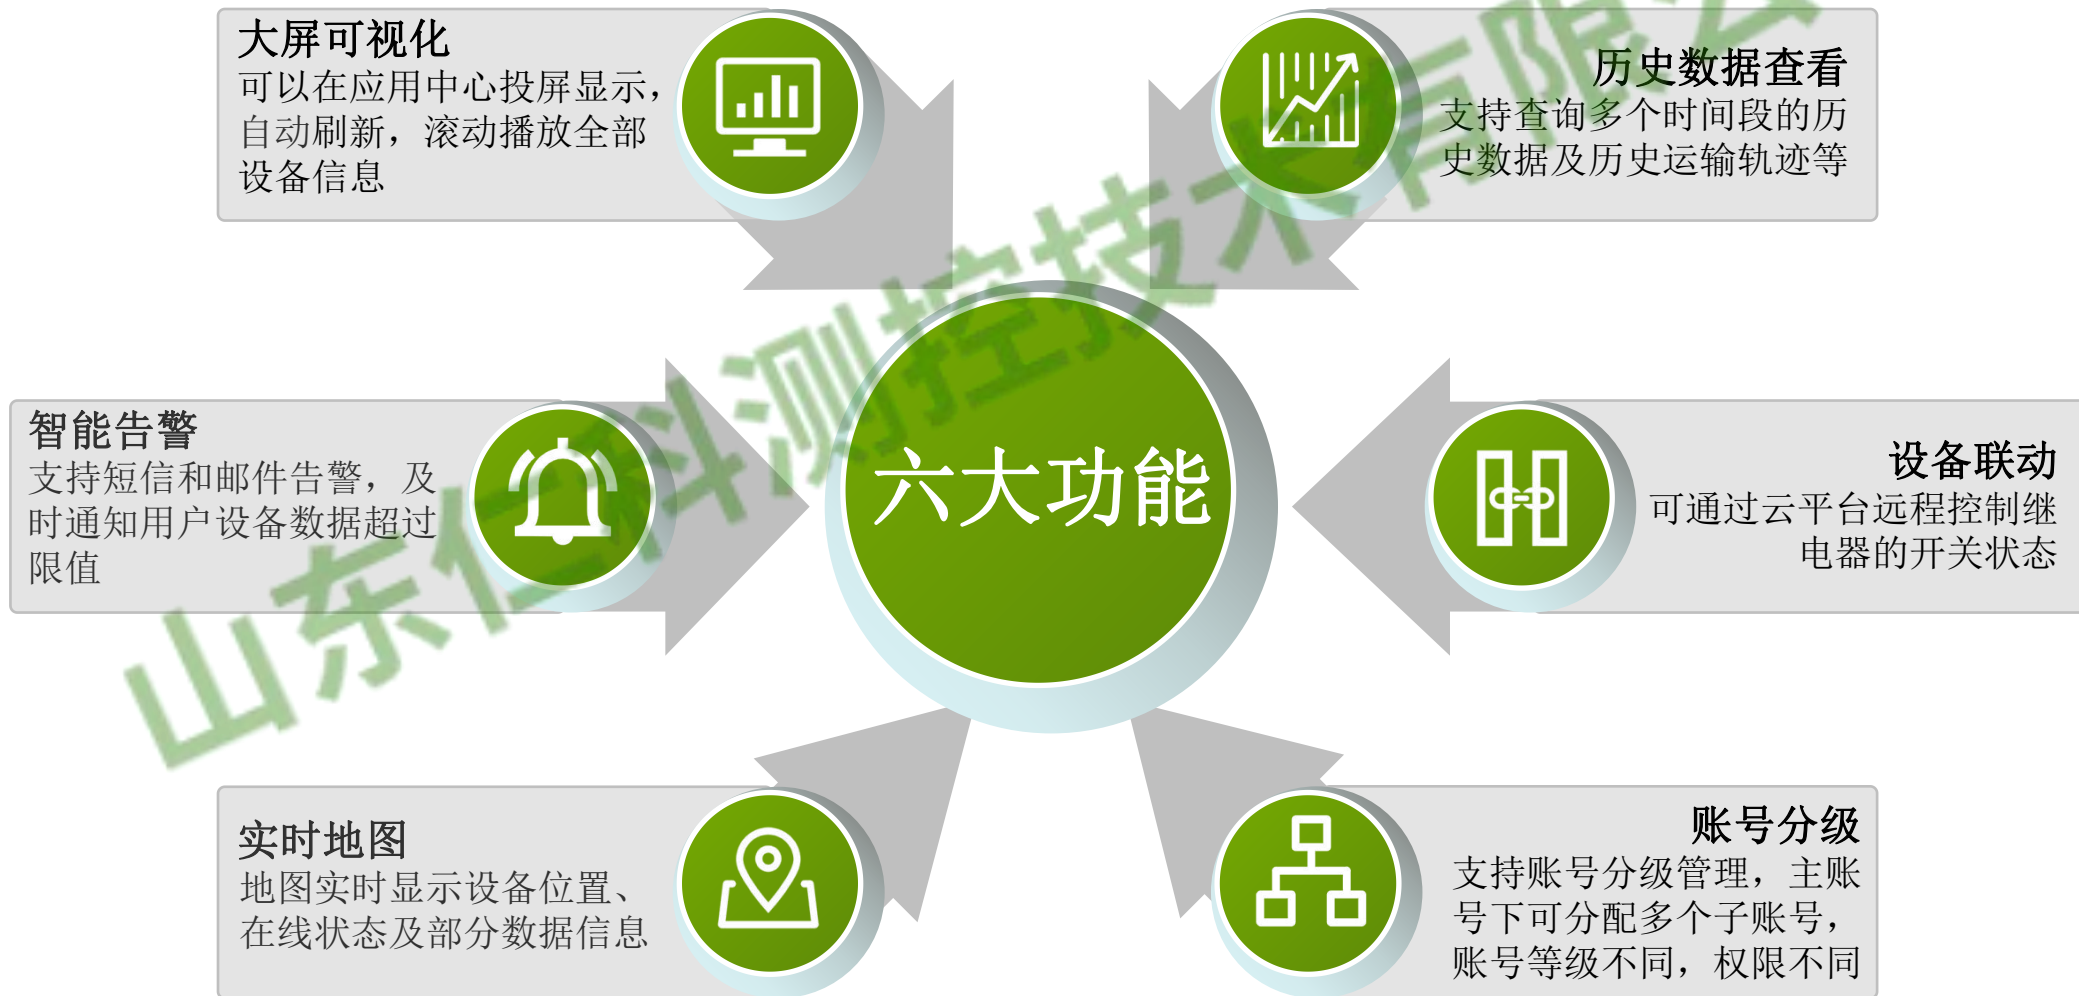 大屏可视化
可以在应用中心投屏显示,
自动刷新，滚动播放全部
设备信息
历史数据查看
支持查询多个时间段的历
史数据及历史运输轨迹等
智能告警
支持短信和邮件告警，及
时通知用户设备数据超过
限值
六大功能
设备联动
可通过云平台远程控制继
电器的开关状态
实时地图
地图实时显示设备位置、
在线状态及部分数据信息
账号分级
支持账号分级管理，主账
号下可分配多个子账号，
账号等级不同，权限不同
山东仁科测控技术有限公